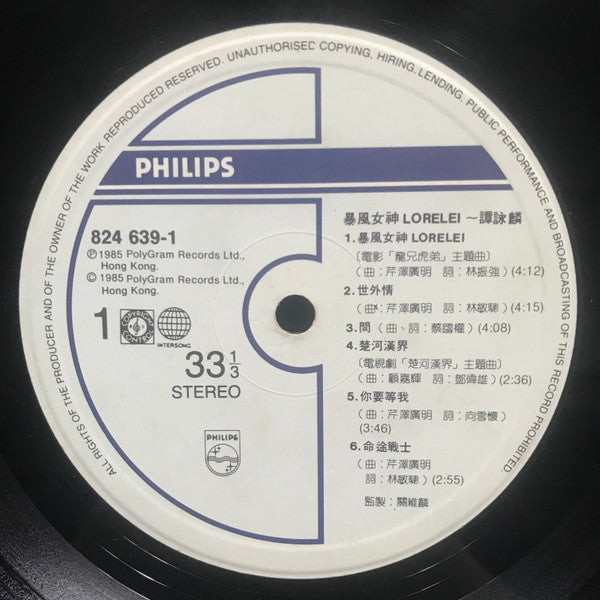 ALL RIGHTS OF THE PRODUCER AND OF THE OWNER OF THE WORK REPRODUCED RESERVED. UNAUTHORISED COPYING, HIRING, LENDING, PUBLIC PERFORMANCE AND BROADCASTING OF THIS RECORD PROHIBITED.
PHILIPS
824 639-1
Ⓟ1985 PolyGram Records Ltd.,
Hong Kong.
© 1985 PolyGram Records Ltd.,
Hong Kong.
1
COPYRIGHT CONTROL
INTERSONG
33 1/3
STEREO
PHILIPS
暴風女神 LORELEI ～譚詠麟
1.暴風女神 LORELEI
〔電影「龍兄虎弟」主題曲〕
(曲：芹澤廣明 詞：林振強) (4:12)
2.世外情
(曲：芹澤廣明 詞：林敏驄) (4:15)
3.問 (曲、詞：蔡國權) (4:08)
4.楚河漢界
〔電視劇「楚河漢界」主題曲〕
(曲：顧嘉輝 詞：鄧偉雄) (2:36)
5.你要等我
(曲：芹澤廣明 詞：向雪懷)
(3:46)
6.命途戰士
(曲：芹澤廣明
詞：林敏驄) (2:55)
監製：關維麟